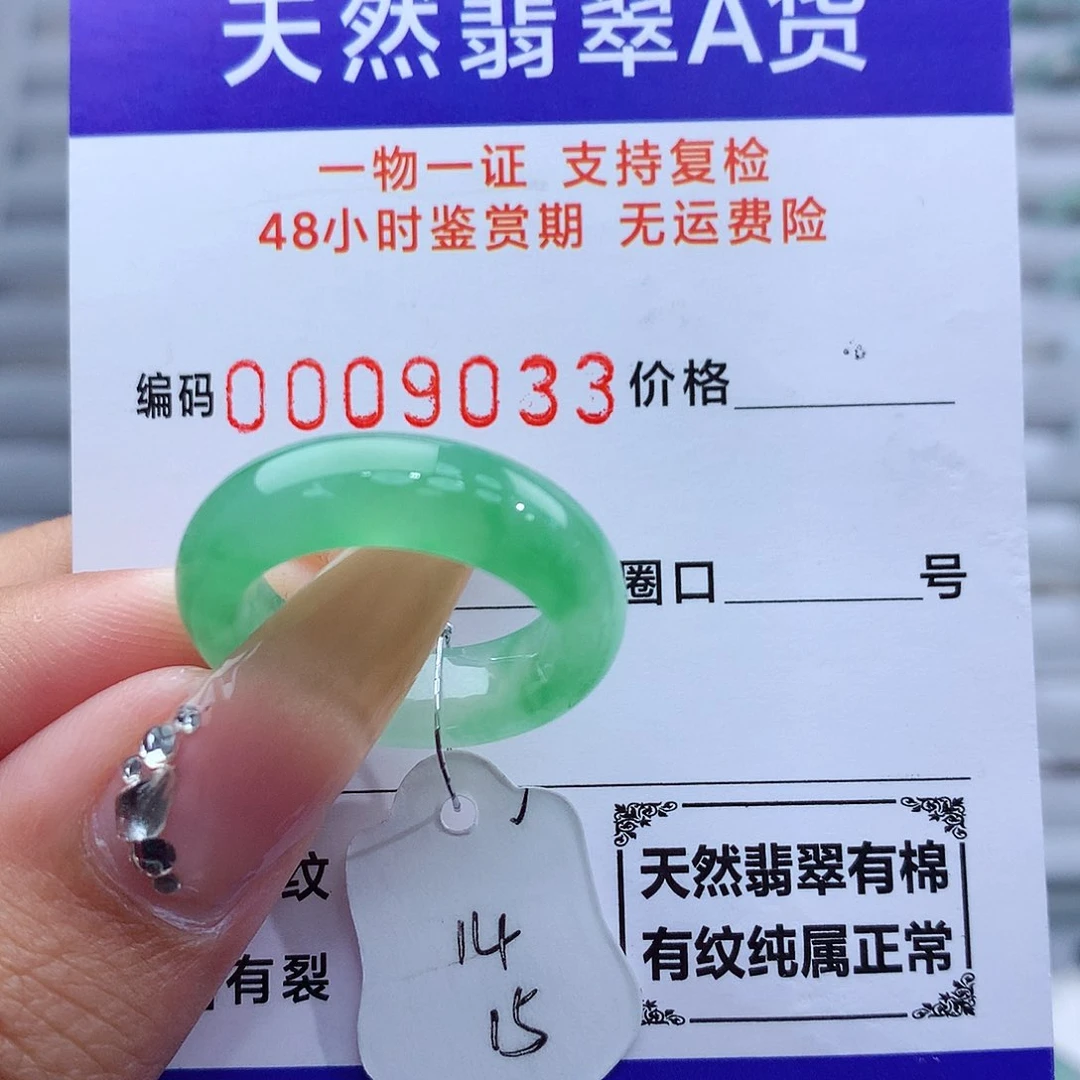 天然翡翠A货
一物一证 支持复检
48小时鉴赏期 无运费险
编码0009033价格
圈口 号
纹
有裂
天然翡翠有棉
有纹纯属正常
14
15